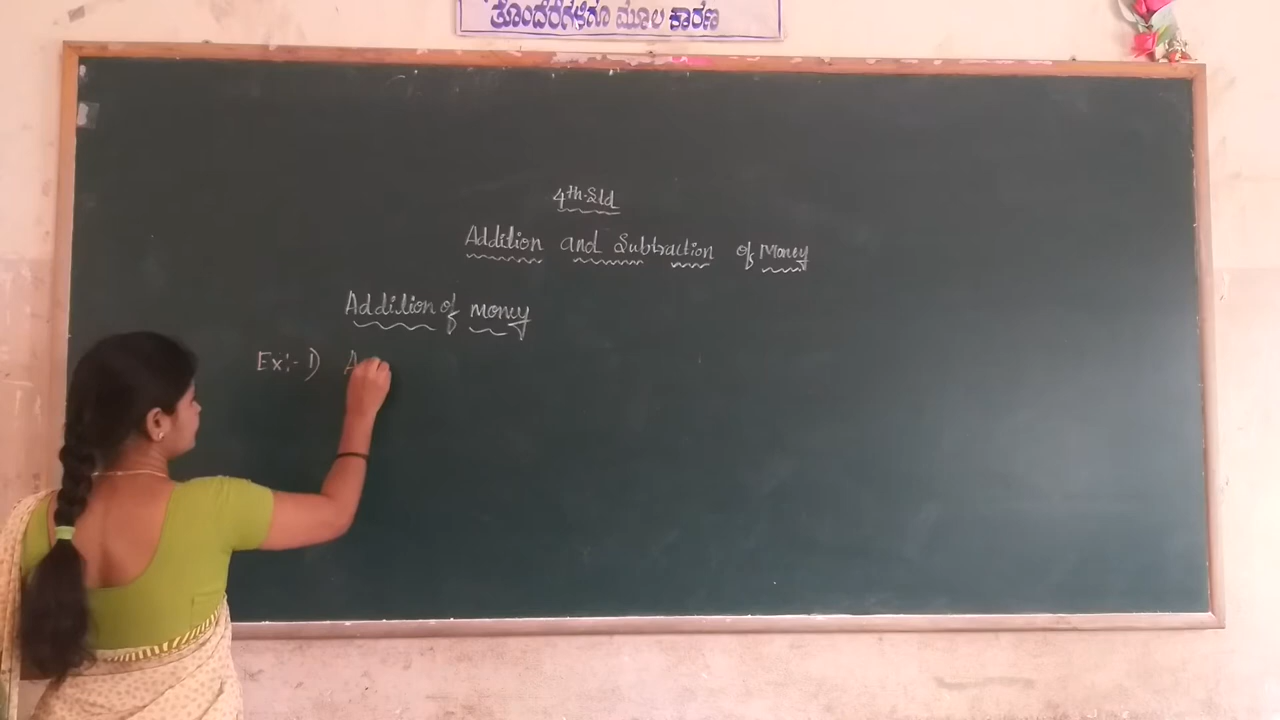 ತೊಂದರೆಗಳಿಗೂ ಮೂಲ ಕಾರಣ
4th Std
Addition and Subtraction of Money
Addition of money
Ex:- 1) A